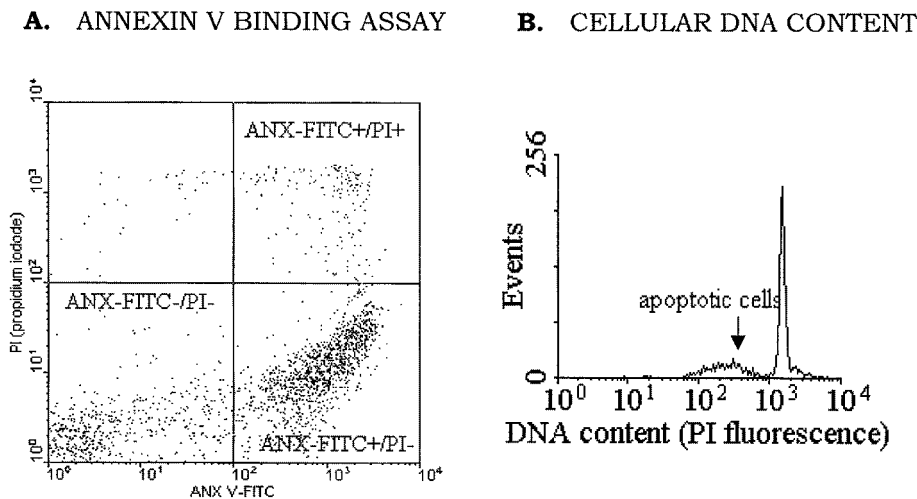 A. ANNEXIN V BINDING ASSAY
B. CELLULAR DNA CONTENT
PI (propidium iodode)
10⁴
10³
10²
10¹
10⁰
ANX-FITC+/PI+
ANX-FITC-/PI-
ANX-FITC+/PI-
10⁰ 10¹ 10² 10³ 10⁴
ANX V-FITC
Events
256
0
apoptotic cells
10⁰ 10¹ 10² 10³ 10⁴
DNA content (PI fluorescence)